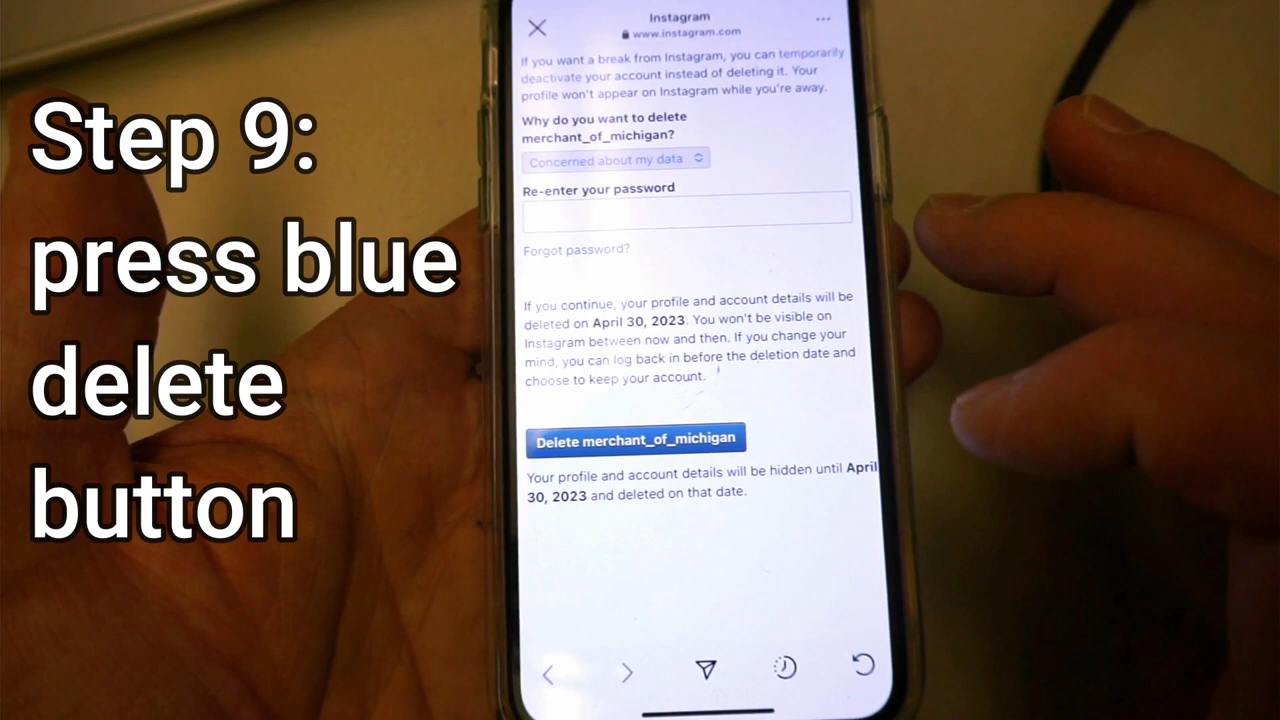 Step 9:
press blue
delete
button
Instagram
www.instagram.com
If you want a break from Instagram, you can temporarily
deactivate your account instead of deleting it. Your
profile won't appear on Instagram while you're away.
Why do you want to delete
merchant_of_michigan?
Concerned about my data
Re-enter your password
Forgot password?
If you continue, your profile and account details will be
deleted on April 30, 2023. You won't be visible on
Instagram between now and then. If you change your
mind, you can log back in before the deletion date and
choose to keep your account.
Delete merchant_of_michigan
Your profile and account details will be hidden until April
30, 2023 and deleted on that date.